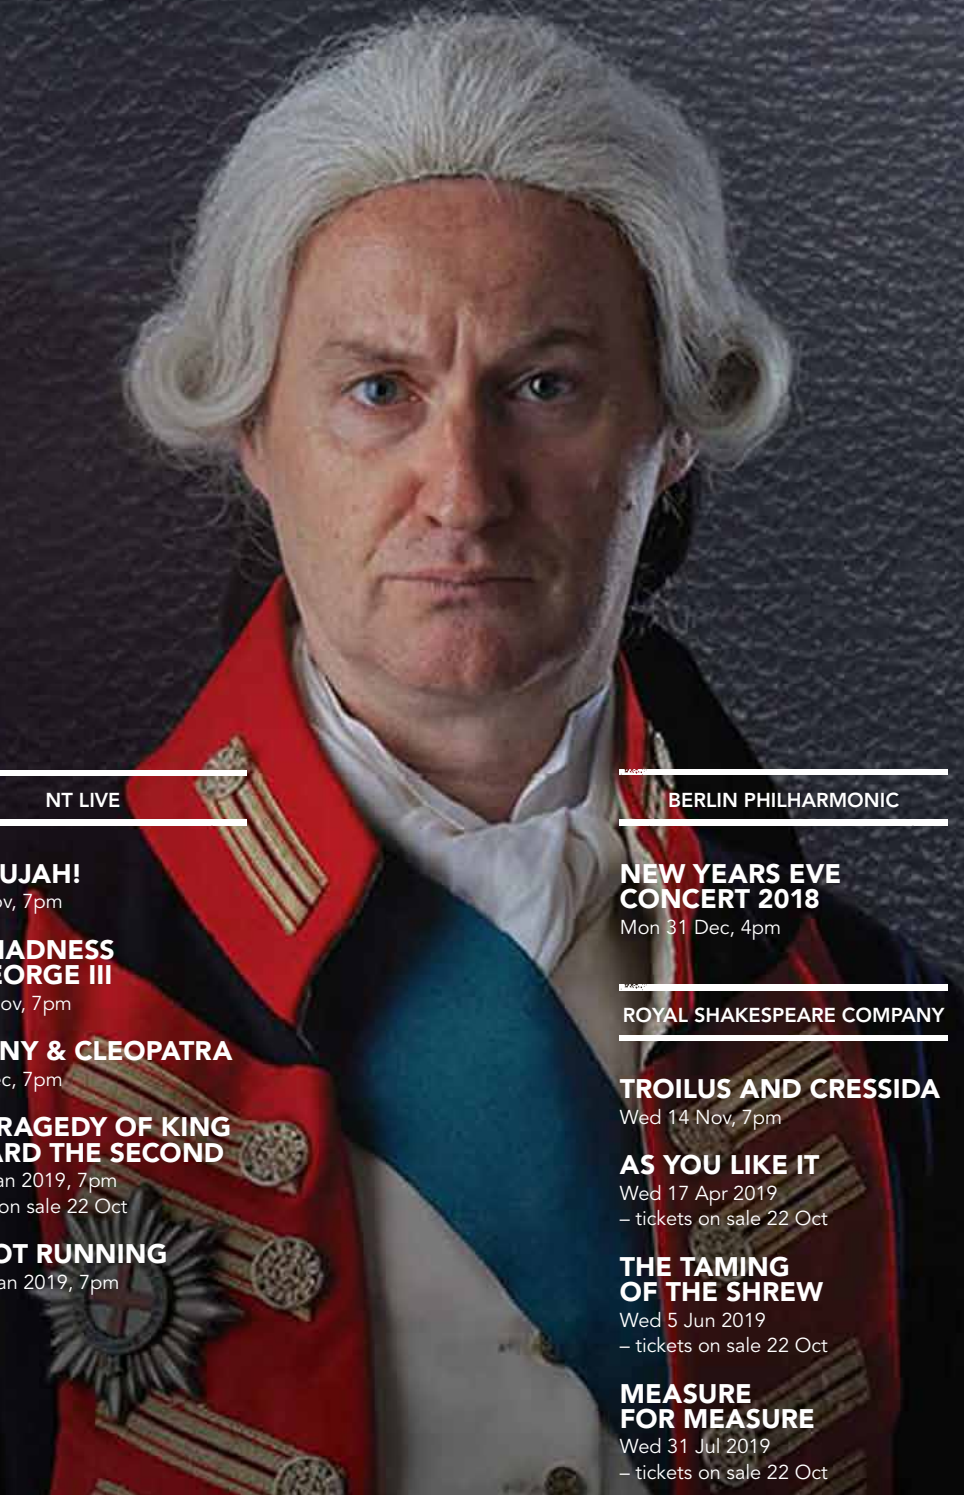 NT LIVE
UJAH!
ov, 7pm
MADNESS
EORGE III
ov, 7pm
NY & CLEOPATRA
ec, 7pm
RAGEDY OF KING
ARD THE SECOND
an 2019, 7pm
on sale 22 Oct
OT RUNNING
an 2019, 7pm
BERLIN PHILHARMONIC
NEW YEARS EVE
CONCERT 2018
Mon 31 Dec, 4pm
ROYAL SHAKESPEARE COMPANY
TROILUS AND CRESSIDA
Wed 14 Nov, 7pm
AS YOU LIKE IT
Wed 17 Apr 2019
– tickets on sale 22 Oct
THE TAMING
OF THE SHREW
Wed 5 Jun 2019
– tickets on sale 22 Oct
MEASURE
FOR MEASURE
Wed 31 Jul 2019
– tickets on sale 22 Oct